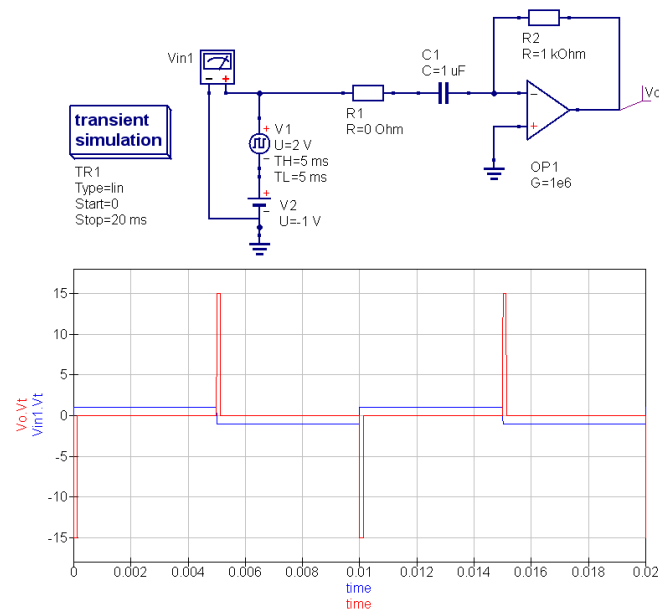 Vin1
transient
simulation
TR1
Type=lin
Start=0
Stop=20 ms
V1
U=2 V
TH=5 ms
TL=5 ms
V2
U=-1 V
R1
R=0 Ohm
C1
C=1 uF
R2
R=1 kOhm
OP1
G=1e6
Vo
15
10
5
0
-5
-10
-15
Vo.Vt
Vin1.Vt
0 0.002 0.004 0.006 0.008 0.01 0.012 0.014 0.016 0.018 0.02
time
time